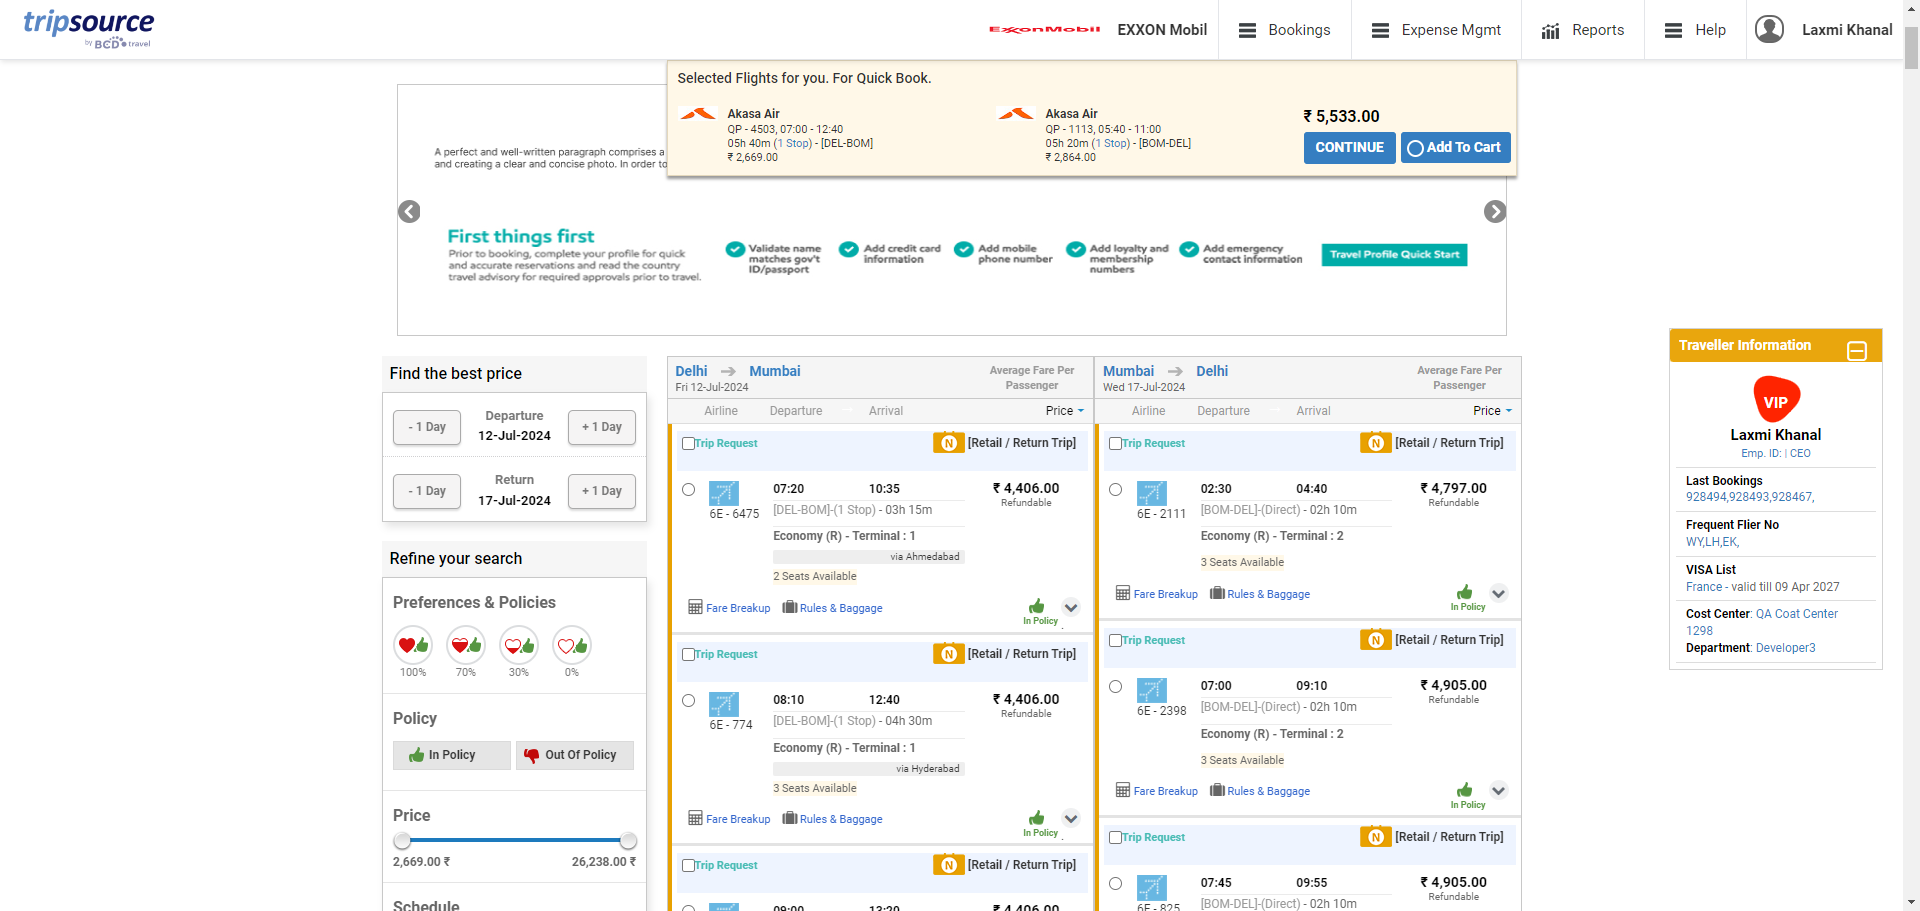 tripsource
by BCD travel
ExxonMobil
EXXON Mobil
Bookings
Expense Mgmt
Reports
Help
Laxmi Khanal
Selected Flights for you. For Quick Book.
Akasa Air
QP - 4503, 07:00 - 12:40
05h 40m (1 Stop) - [DEL-BOM]
₹ 2,669.00
Akasa Air
QP - 1113, 05:40 - 11:00
05h 20m (1 Stop) - [BOM-DEL]
₹ 2,864.00
₹ 5,533.00
CONTINUE
Add To Cart
A perfect and well-written paragraph comprises a
and creating a clear and concise photo. In order to
First things first
Prior to booking, complete your profile for quick
and accurate reservations and read the country
travel advisory for required approvals prior to travel.
Validate name
matches gov't
ID/passport
Add credit card
information
Add mobile
phone number
Add loyalty and
membership
numbers
Add emergency
contact information
Travel Profile Quick Start
Find the best price
- 1 Day
Departure
12-Jul-2024
+ 1 Day
- 1 Day
Return
17-Jul-2024
+ 1 Day
Refine your search
Preferences & Policies
100%
70%
30%
0%
Policy
In Policy
Out Of Policy
Price
2,669.00 ₹
26,238.00 ₹
Schedule
Delhi
Mumbai
Fri 12-Jul-2024
Average Fare Per
Passenger
Airline
Departure
Arrival
Price
Trip Request
N
[Retail / Return Trip]
07:20
10:35
₹ 4,406.00
Refundable
6E - 6475
[DEL-BOM]-(1 Stop) - 03h 15m
Economy (R) - Terminal : 1
via Ahmedabad
2 Seats Available
Fare Breakup
Rules & Baggage
In Policy
Trip Request
N
[Retail / Return Trip]
08:10
12:40
₹ 4,406.00
Refundable
6E - 774
[DEL-BOM]-(1 Stop) - 04h 30m
Economy (R) - Terminal : 1
via Hyderabad
3 Seats Available
Fare Breakup
Rules & Baggage
In Policy
Trip Request
N
[Retail / Return Trip]
09:00
13:20
₹ 4,406.00
Mumbai
Delhi
Wed 17-Jul-2024
Average Fare Per
Passenger
Airline
Departure
Arrival
Price
Trip Request
N
[Retail / Return Trip]
02:30
04:40
₹ 4,797.00
Refundable
6E - 2111
[BOM-DEL]-(Direct) - 02h 10m
Economy (R) - Terminal : 2
3 Seats Available
Fare Breakup
Rules & Baggage
In Policy
Trip Request
N
[Retail / Return Trip]
07:00
09:10
₹ 4,905.00
Refundable
6E - 2398
[BOM-DEL]-(Direct) - 02h 10m
Economy (R) - Terminal : 2
3 Seats Available
Fare Breakup
Rules & Baggage
In Policy
Trip Request
N
[Retail / Return Trip]
07:45
09:55
₹ 4,905.00
Refundable
6E - 825
[BOM-DEL]-(Direct) - 02h 10m
Traveller Information
VIP
Laxmi Khanal
Emp. ID: | CEO
Last Bookings
928494,928493,928467,
Frequent Flier No
WY,LH,EK,
VISA List
France - valid till 09 Apr 2027
Cost Center: QA Coat Center
1298
Department: Developer3